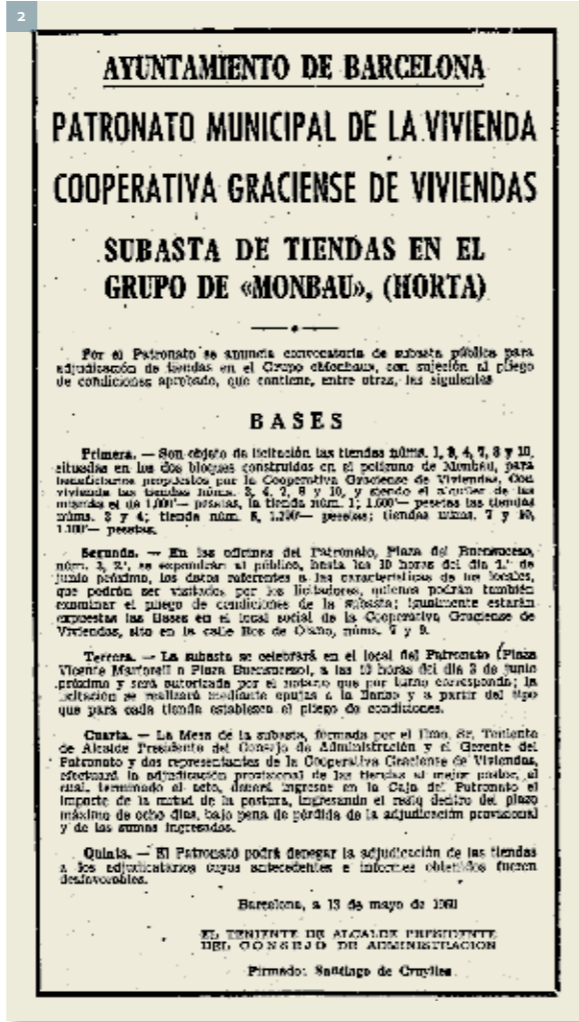 2
AYUNTAMIENTO DE BARCELONA
PATRONATO MUNICIPAL DE LA VIVIENDA
COOPERATIVA GRACIENSE DE VIVIENDAS
SUBASTA DE TIENDAS EN EL
GRUPO DE «MONBAU», (HORTA)
Por el Patronato se anuncia convocatoria de subasta pública para
adjudicación de tiendas en el Grupo «Monbau», con sujeción al pliego
de condiciones aprobado, que contiene, entre otras, las siguientes
BASES
Primera. — Son objeto de licitación las tiendas núms. 1, 3, 4, 7, 8 y 10,
situadas en los dos bloques construidos en el polígono de Monbau, para
beneficiarios propuestos por la Cooperativa Graciense de Viviendas. Con
vivienda las tiendas núms. 3, 4, 7, 8 y 10, y siendo el alquiler de las
mismas el de 1,000'— pesetas, la tienda núm. 1; 1.600'— pesetas las tiendas
núms. 3 y 4; tienda núm. 8, pesetas; tiendas núms. 7 y 10,
pesetas.
Segunda. — En las oficinas del Patronato, Plaza del Buensuceso,
núm. 3, 2.º, se expondrán al público, hasta las 10 horas del día 1.º de
junio próximo, los datos referentes a las características de los locales,
que podrán ser visitados por los licitadores, quienes podrán también
examinar el pliego de condiciones de la subasta; igualmente estarán
expuestas las Bases en el local social de la Cooperativa Graciense de
Viviendas, sito en la calle Ros de Olano, núms. 7 y 9.
Tercera. — La subasta se celebrará en el local del Patronato (Plaza
Vicente Martorell o Plaza Buensuceso), a las 10 horas del día 3 de junio
próximo y será autorizada por el notario que por turno corresponda; la
licitación se realizará mediante «pujas a la llana» y a partir del tipo
que para cada tienda establezca el pliego de condiciones.
Cuarta. — La Mesa de la subasta, formada por el Ilmo. Sr. Teniente
de Alcalde Presidente del Consejo de Administración y el Gerente del
Patronato y dos representantes de la Cooperativa Graciense de Viviendas,
efectuará la adjudicación provisional de las tiendas al mejor postor, el
cual, terminado el acto, deberá ingresar en la Caja del Patronato el
importe de la mitad de la postura, ingresando el resto dentro del plazo
máximo de ocho días, bajo pena de pérdida de la adjudicación provisional
y de las sumas ingresadas.
Quinta. — El Patronato podrá denegar la adjudicación de las tiendas
a los adjudicatarios cuyos antecedentes e informes obtenidos fueren
desfavorables.
Barcelona, a 13 de mayo de 1960
EL TENIENTE DE ALCALDE PRESIDENTE
DEL CONSEJO DE ADMINISTRACION
Firmado: Santiago de Cruylles